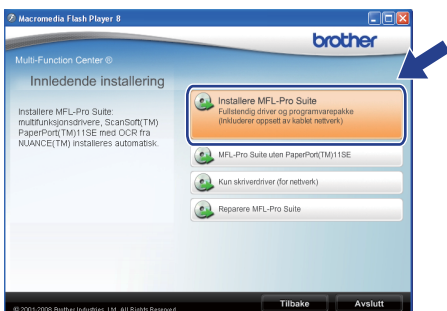 Macromedia Flash Player 8
brother
Multi-Function Center ®
Innledende installering
Installere MFL-Pro Suite:
multifunksjonsdrivere, ScanSoft(TM)
PaperPort(TM)11SE med OCR fra
NUANCE(TM) installeres automatisk.
Installere MFL-Pro Suite
Fullstendig driver og programvarepakke
(inkluderer oppsett av kablet nettverk)
MFL-Pro Suite uten PaperPort(TM)11SE
Kun skriverdriver (for nettverk)
Reparere MFL-Pro Suite
Tilbake
Avslutt
© 2001-2008 Brother Industries, Ltd. All Rights Reserved.